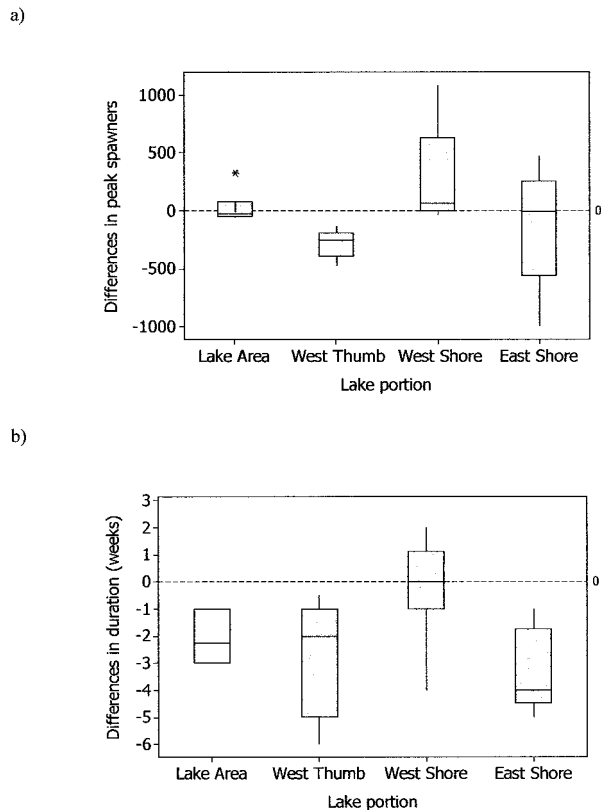 a)
Differences in peak spawners
1000
500
0
-500
-1000
0
Lake Area West Thumb West Shore East Shore
Lake portion
b)
Differences in duration (weeks)
3
2
1
0
-1
-2
-3
-4
-5
-6
0
Lake Area West Thumb West Shore East Shore
Lake portion